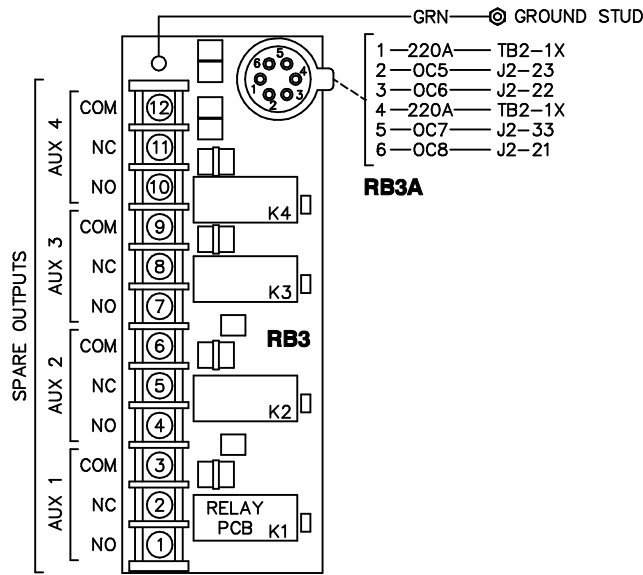 GRN GROUND STUD
1 220A TB2-1X
2 OC5 J2-23
3 OC6 J2-22
4 220A TB2-1X
5 OC7 J2-33
6 OC8 J2-21
RB3A
5
6 4
1 3
2
SPARE OUTPUTS
AUX 4
COM 12
NC 11
NO 10
K4
AUX 3
COM 9
NC 8
NO 7
K3
RB3
AUX 2
COM 6
NC 5
NO 4
K2
AUX 1
COM 3
NC 2
NO 1
RELAY
PCB K1